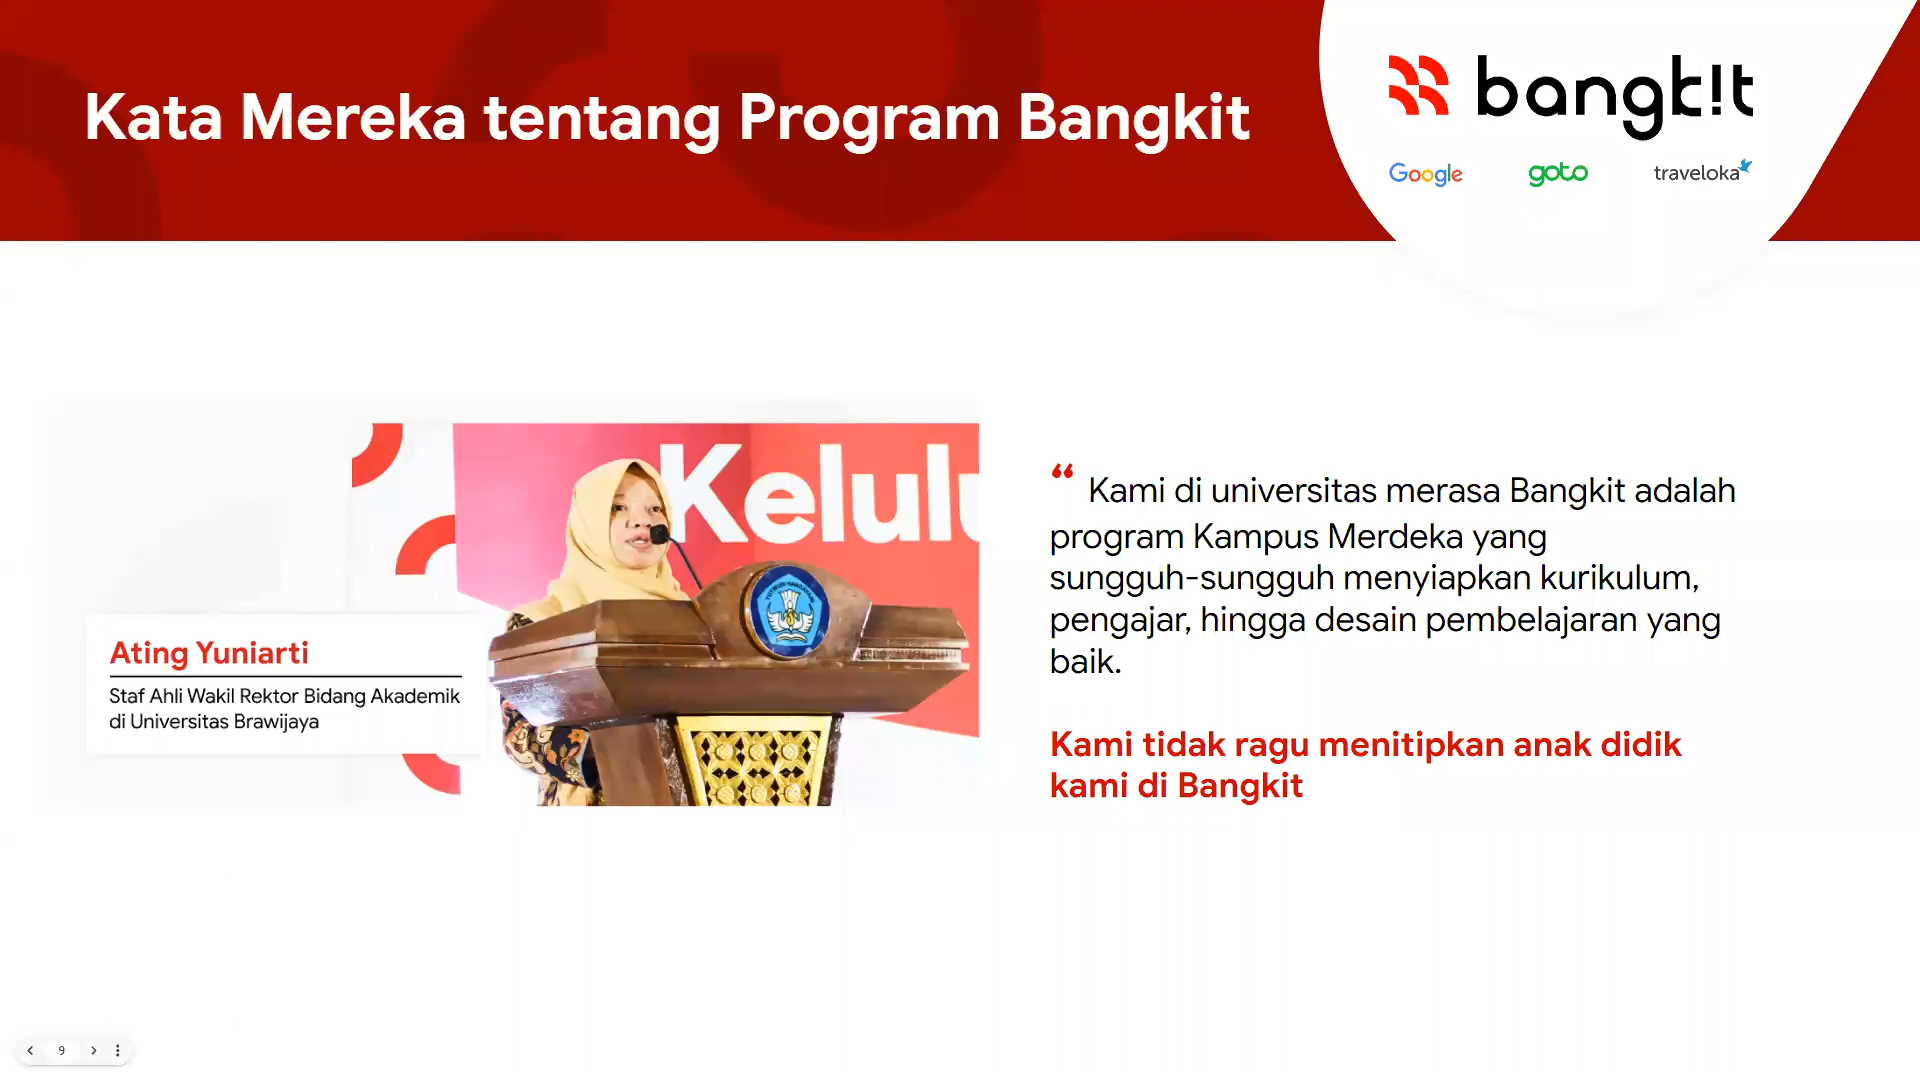 Kata Mereka tentang Program Bangkit
bangk!t
Google
goto
traveloka
Kelulu
Ating Yuniarti
Staf Ahli Wakil Rektor Bidang Akademik
di Universitas Brawijaya
“ Kami di universitas merasa Bangkit adalah
program Kampus Merdeka yang
sungguh-sungguh menyiapkan kurikulum,
pengajar, hingga desain pembelajaran yang
baik.
Kami tidak ragu menitipkan anak didik
kami di Bangkit
9